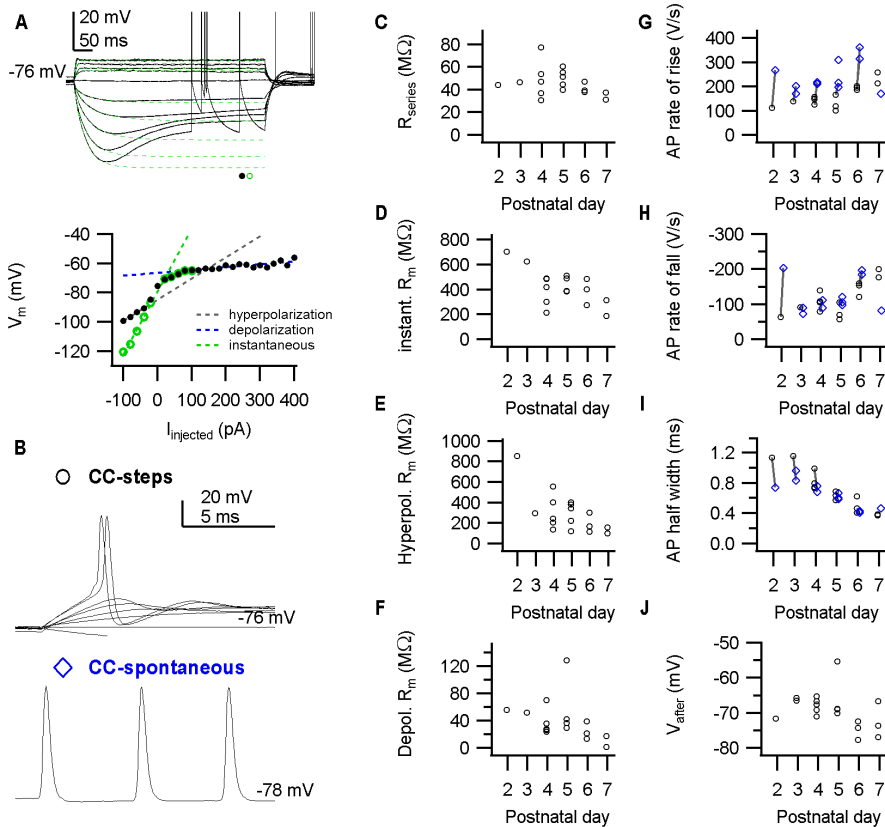 A
20 mV
50 ms
-76 mV
-40
-60
-80
-100
-120
Vm (mV)
hyperpolarization
depolarization
instantaneous
-100 0 100 200 300 400
Iinjected (pA)
B
CC-steps
20 mV
5 ms
-76 mV
CC-spontaneous
-78 mV
C
Rseries (MΩ)
80
60
40
20
0
2 3 4 5 6 7
Postnatal day
D
instant. Rm (MΩ)
800
600
400
200
0
2 3 4 5 6 7
Postnatal day
E
Hyperpol. Rm (MΩ)
1000
800
600
400
200
0
2 3 4 5 6 7
Postnatal day
F
Depol. Rm (MΩ)
120
80
40
0
2 3 4 5 6 7
Postnatal day
G
AP rate of rise (V/s)
400
300
200
100
0
2 3 4 5 6 7
Postnatal day
H
AP rate of fall (V/s)
-300
-200
-100
0
2 3 4 5 6 7
Postnatal day
I
AP half width (ms)
1.2
0.8
0.4
0.0
2 3 4 5 6 7
Postnatal day
J
Vafter (mV)
-50
-60
-70
-80
2 3 4 5 6 7
Postnatal day